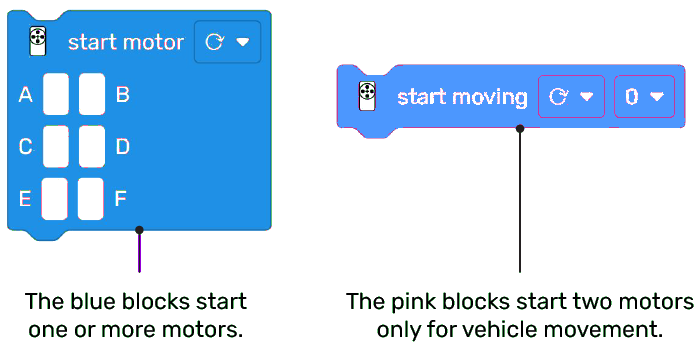 start motor
A B
C D
E F
start moving 0
The blue blocks start
one or more motors.
The pink blocks start two motors
only for vehicle movement.